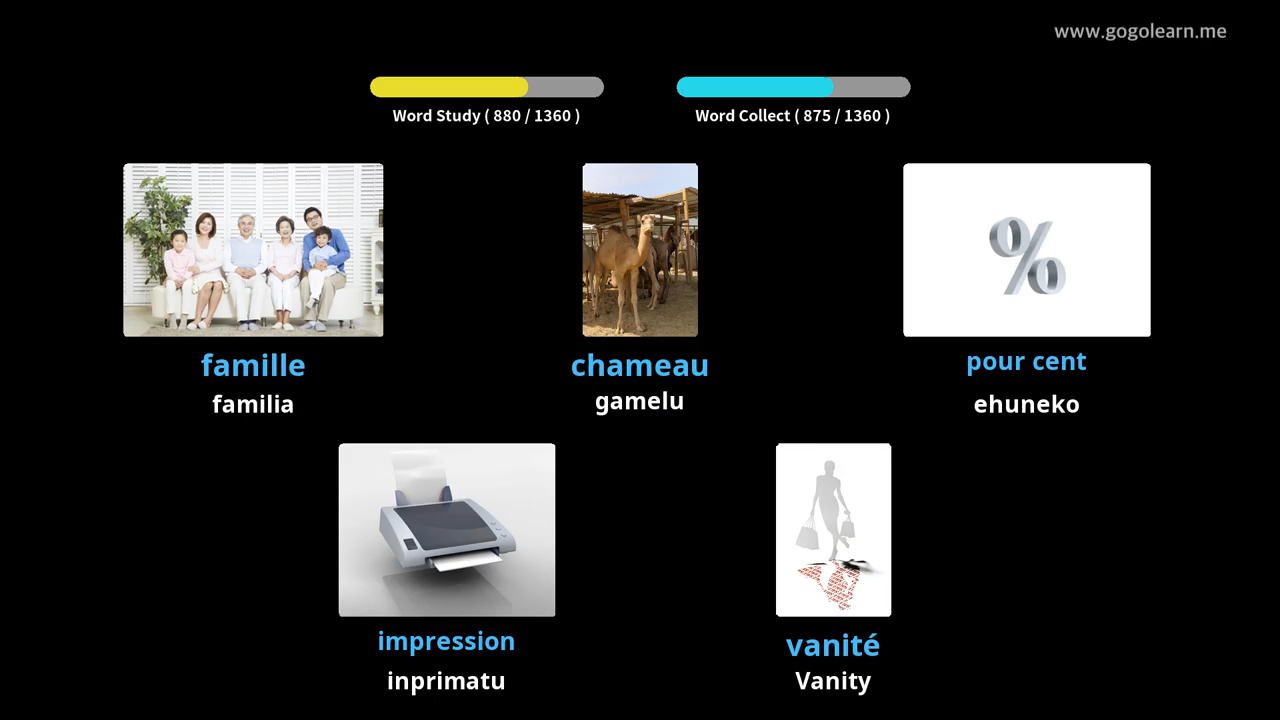 www.gogolearn.me
Word Study ( 880 / 1360 )
Word Collect ( 875 / 1360 )
famille
familia
chameau
gamelu
pour cent
ehuneko
impression
inprimatu
vanité
Vanity